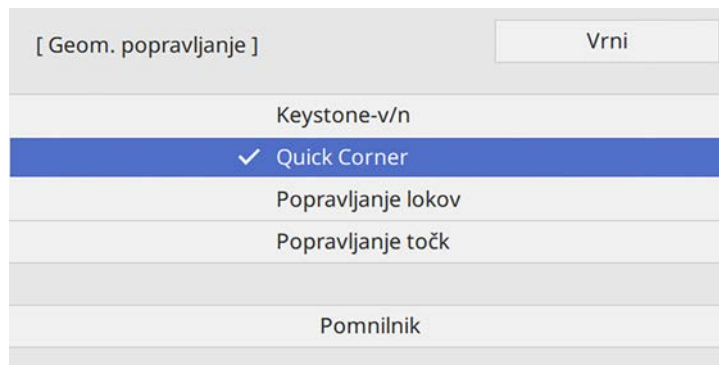 [ Geom. popravljanje ]
Vrni
Keystone-v/n
Quick Corner
Popravljanje lokov
Popravljanje točk
Pomnilnik